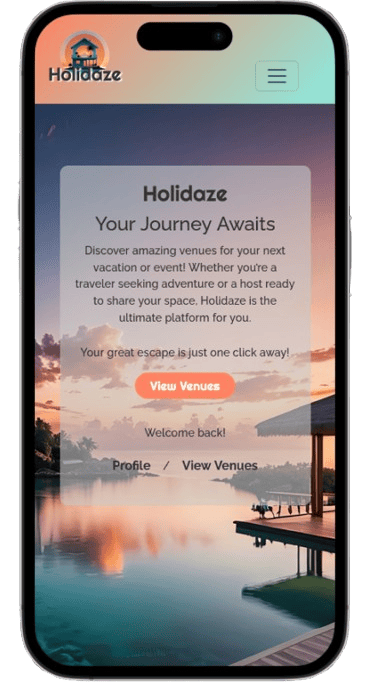 Holidaze
Holidaze
Your Journey Awaits
Discover amazing venues for your next
vacation or event! Whether you're a
traveler seeking adventure or a host ready
to share your space. Holidaze is the
ultimate platform for you.
Your great escape is just one click away!
View Venues
Welcome back!
Profile / View Venues